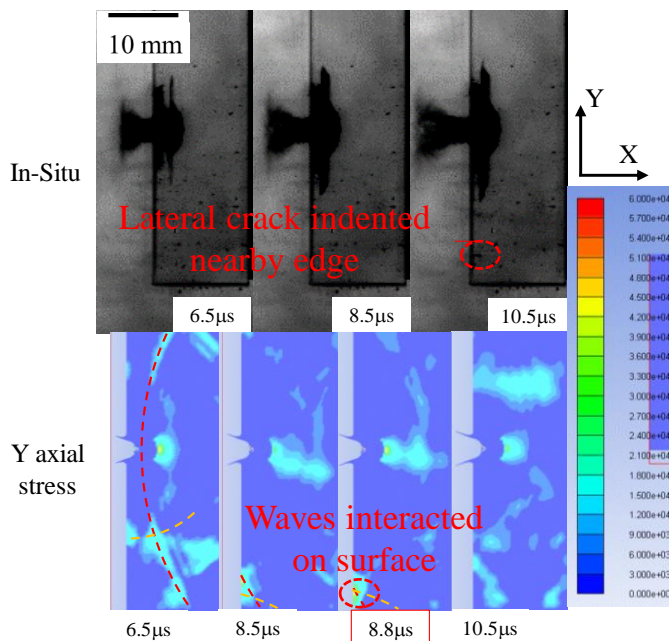 10 mm
In-Situ
Y
X
Lateral crack indented
nearby edge
6.5μs
8.5μs
10.5μs
Y axial
stress
Waves interacted
on surface
6.5μs
8.5μs
8.8μs
10.5μs
6.000e+04
5.700e+04
5.400e+04
5.100e+04
4.800e+04
4.500e+04
4.200e+04
3.900e+04
3.600e+04
3.300e+04
3.000e+04
2.700e+04
2.400e+04
2.100e+04
1.800e+04
1.500e+04
1.200e+04
9.000e+03
6.000e+03
3.000e+03
0.000e+00